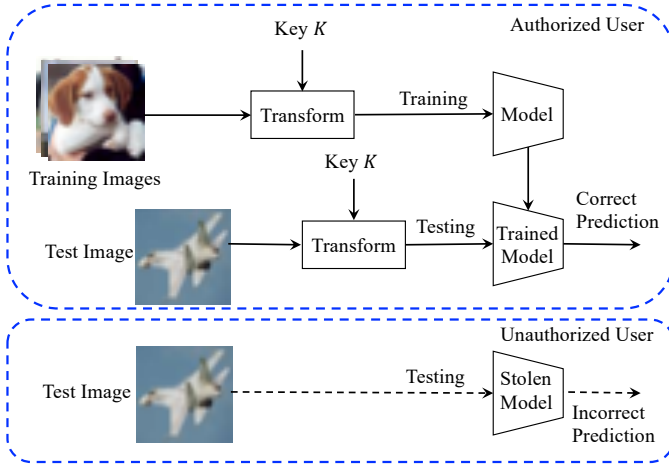 Authorized User
Key K
Transform
Training
Model
Training Images
Key K
Test Image
Transform
Testing
Trained
Model
Correct
Prediction
Unauthorized User
Test Image
Testing
Stolen
Model
Incorrect
Prediction